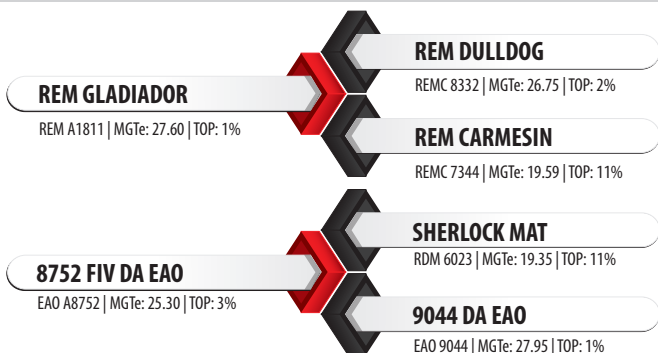 REM DULLDOG
REMC 8332 | MGTe: 26.75 | TOP: 2%
REM GLADIADOR
REM A1811 | MGTe: 27.60 | TOP: 1%
REM CARMESIN
REMC 7344 | MGTe: 19.59 | TOP: 11%
SHERLOCK MAT
RDM 6023 | MGTe: 19.35 | TOP: 11%
8752 FIV DA EAO
EAO A8752 | MGTe: 25.30 | TOP: 3%
9044 DA EAO
EAO 9044 | MGTe: 27.95 | TOP: 1%